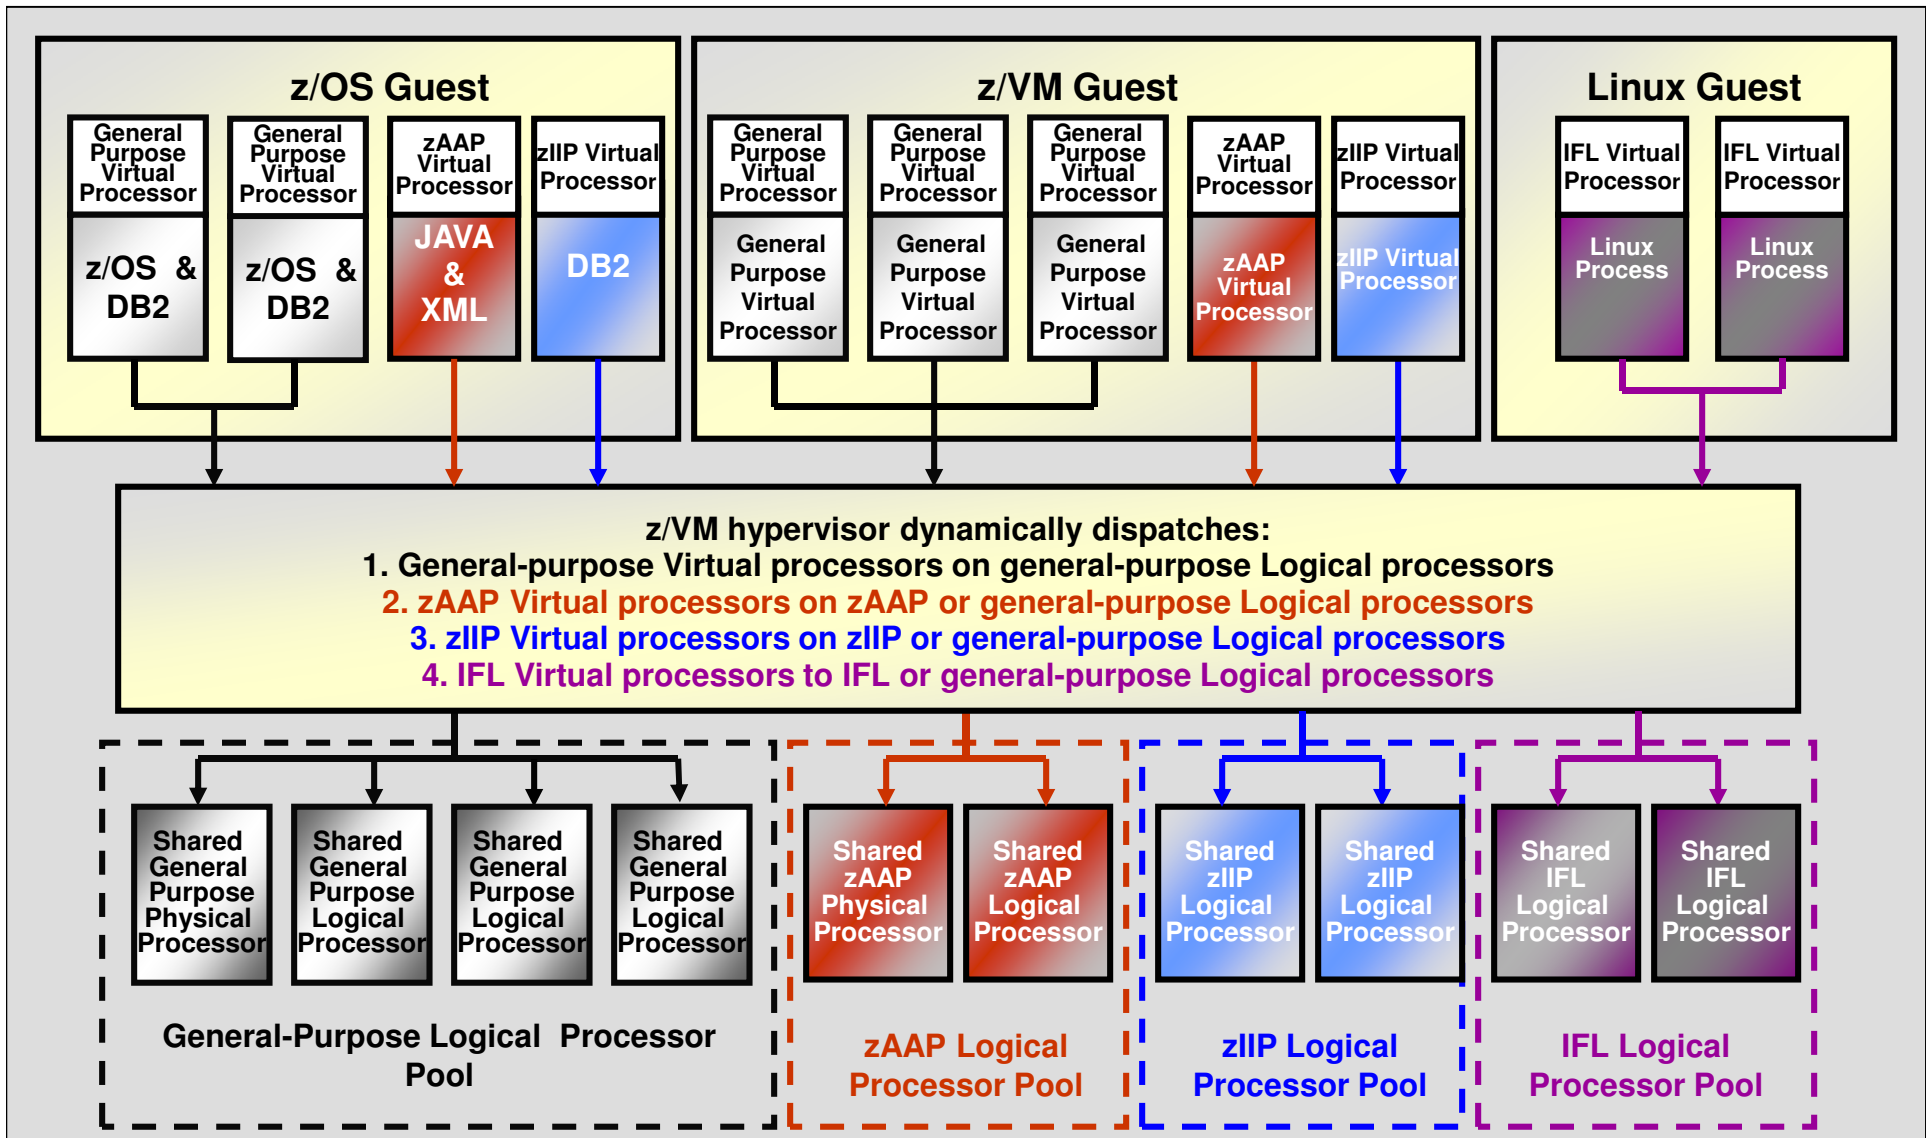 z/OS Guest
General
Purpose
Virtual
Processor
General
Purpose
Virtual
Processor
zAAP
Virtual
Processor
zIIP Virtual
Processor
z/OS &
DB2
z/OS &
DB2
JAVA
&
XML
DB2
z/VM Guest
General
Purpose
Virtual
Processor
General
Purpose
Virtual
Processor
General
Purpose
Virtual
Processor
zAAP
Virtual
Processor
zIIP Virtual
Processor
General
Purpose
Virtual
Processor
General
Purpose
Virtual
Processor
General
Purpose
Virtual
Processor
zAAP
Virtual
Processor
zIIP Virtual
Processor
Linux Guest
IFL Virtual
Processor
IFL Virtual
Processor
Linux
Process
Linux
Process
z/VM hypervisor dynamically dispatches:
1. General-purpose Virtual processors on general-purpose Logical processors
2. zAAP Virtual processors on zAAP or general-purpose Logical processors
3. zIIP Virtual processors on zIIP or general-purpose Logical processors
4. IFL Virtual processors to IFL or general-purpose Logical processors
Shared
General
Purpose
Physical
Processor
Shared
General
Purpose
Logical
Processor
Shared
General
Purpose
Logical
Processor
Shared
General
Purpose
Logical
Processor
General-Purpose Logical Processor
Pool
Shared
zAAP
Physical
Processor
Shared
zAAP
Logical
Processor
zAAP Logical
Processor Pool
Shared
zIIP
Logical
Processor
Shared
zIIP
Logical
Processor
zIIP Logical
Processor Pool
Shared
IFL
Logical
Processor
Shared
IFL
Logical
Processor
IFL Logical
Processor Pool